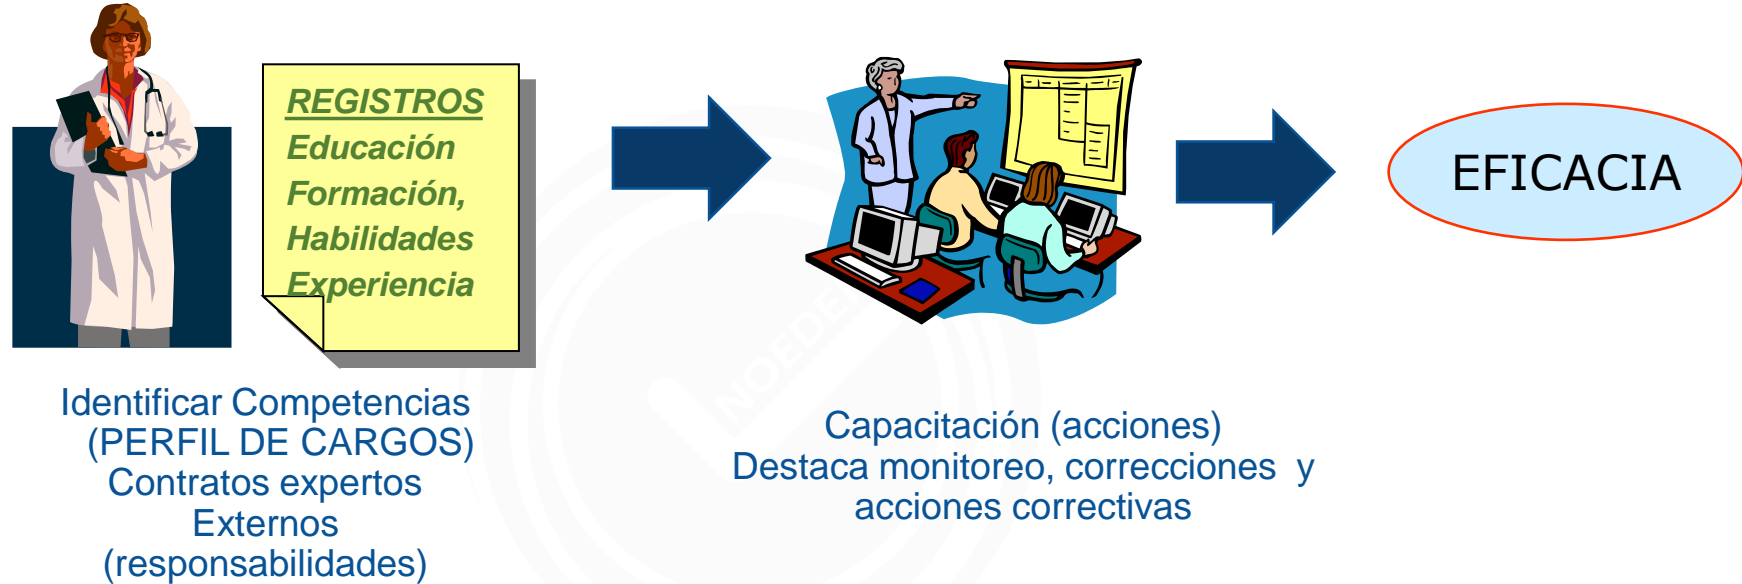 REGISTROS
Educación
Formación,
Habilidades
Experiencia
Identificar Competencias
(PERFIL DE CARGOS)
Contratos expertos
Externos
(responsabilidades)
Capacitación (acciones)
Destaca monitoreo, correcciones y
acciones correctivas
EFICACIA